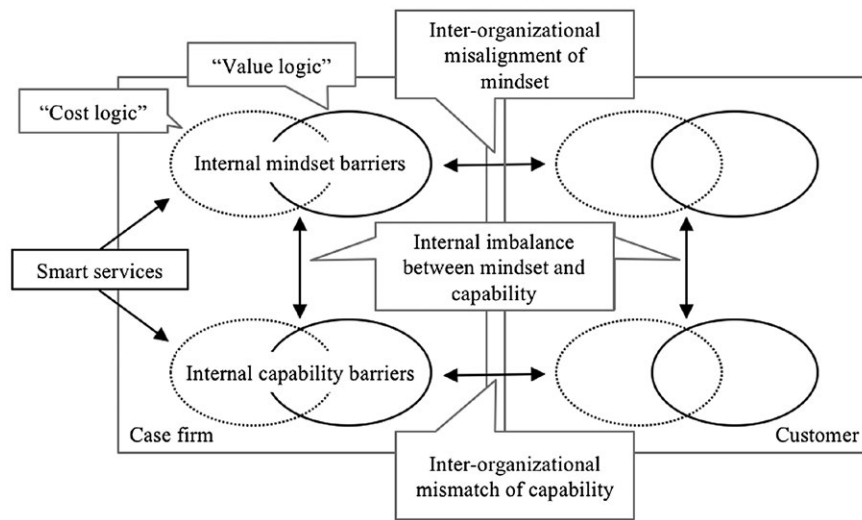 Inter-organizational
misalignment of
mindset
“Value logic”
“Cost logic”
Internal mindset barriers
Smart services
Internal imbalance
between mindset and
capability
Internal capability barriers
Case firm
Customer
Inter-organizational
mismatch of capability